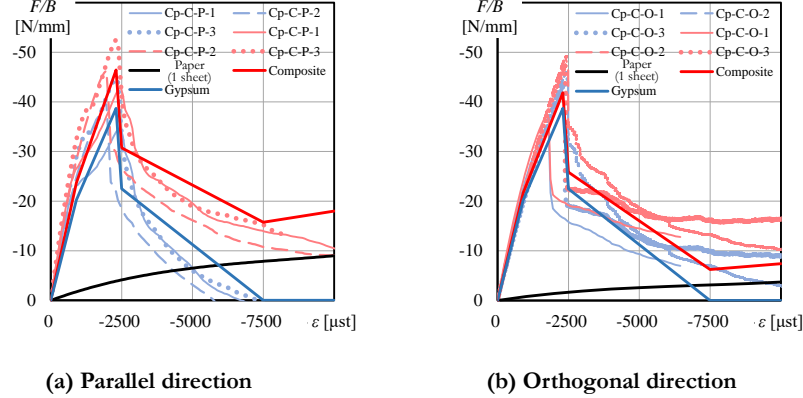 F/B
[N/mm]
Cp-C-P-1
Cp-C-P-2
Cp-C-P-3
Cp-C-P-1
Cp-C-P-2
Cp-C-P-3
Paper
(1 sheet)
Composite
Gypsum
-50
-40
-30
-20
-10
0
0
-2500
-5000
-7500
ε [μst]
(a) Parallel direction
F/B
[N/mm]
Cp-C-O-1
Cp-C-O-2
Cp-C-O-3
Cp-C-O-1
Cp-C-O-2
Cp-C-O-3
Paper
(1 sheet)
Composite
Gypsum
-50
-40
-30
-20
-10
0
0
-2500
-5000
-7500
ε [μst]
(b) Orthogonal direction